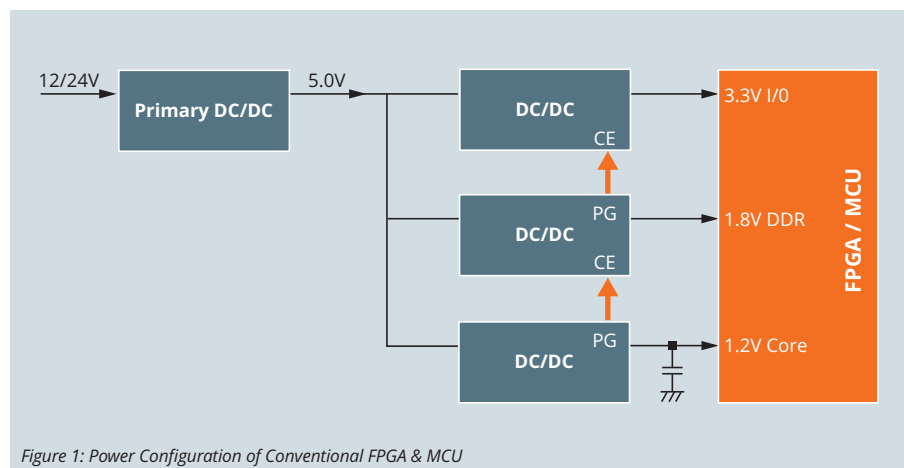 12/24V
Primary DC/DC
5.0V
DC/DC
CE
3.3V I/0
PG
DC/DC
CE
1.8V DDR
PG
DC/DC
1.2V Core
FPGA / MCU
Figure 1: Power Configuration of Conventional FPGA & MCU